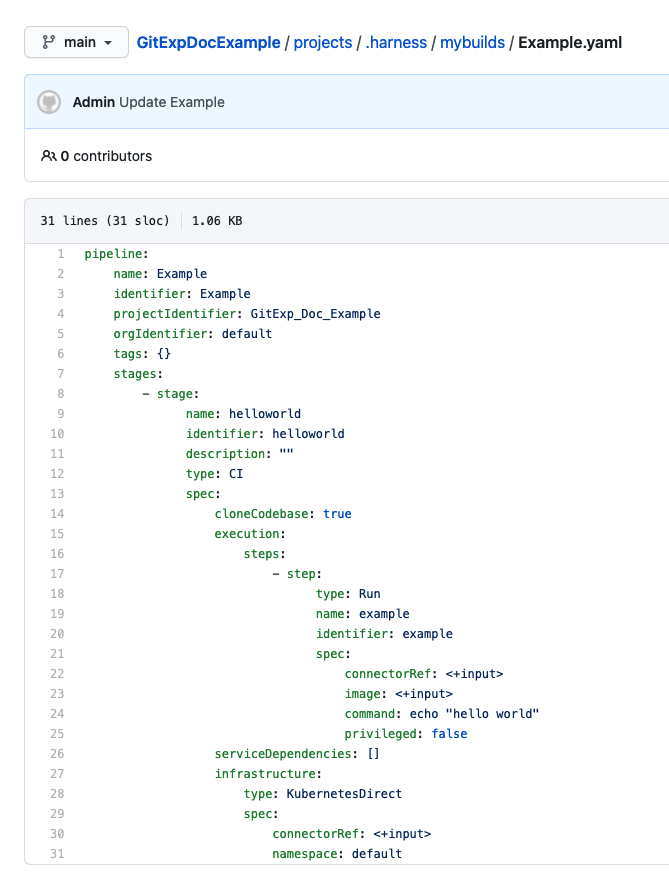 main GitExpDocExample / projects / .harness / mybuilds / Example.yaml
Admin Update Example
0 contributors
31 lines (31 sloc) 1.06 KB
1 pipeline:
2     name: Example
3     identifier: Example
4     projectIdentifier: GitExp_Doc_Example
5     orgIdentifier: default
6     tags: {}
7     stages:
8         - stage:
9               name: helloworld
10               identifier: helloworld
11               description: ""
12               type: CI
13               spec:
14                   cloneCodebase: true
15                   execution:
16                       steps:
17                           - step:
18                                 type: Run
19                                 name: example
20                                 identifier: example
21                                 spec:
22                                     connectorRef: <+input>
23                                     image: <+input>
24                                     command: echo "hello world"
25                                     privileged: false
26                   serviceDependencies: []
27                   infrastructure:
28                       type: KubernetesDirect
29                       spec:
30                           connectorRef: <+input>
31                           namespace: default